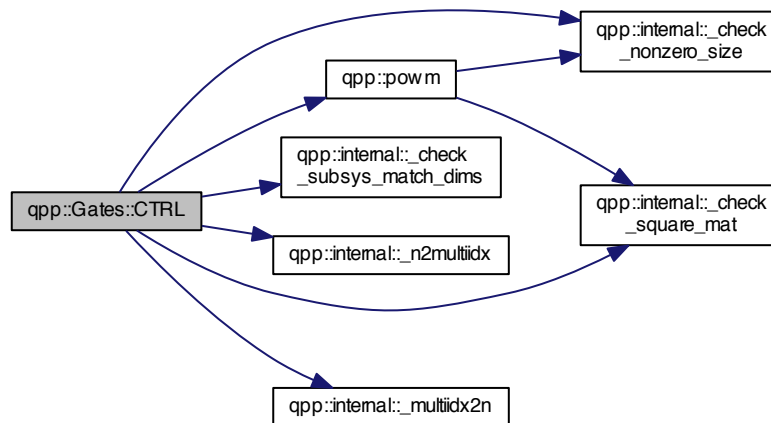 qpp::internal::_check
_nonzero_size
qpp::powm
qpp::internal::_check
_subsys_match_dims
qpp::Gates::CTRL
qpp::internal::_check
_square_mat
qpp::internal::_n2multiidx
qpp::internal::_multiidx2n